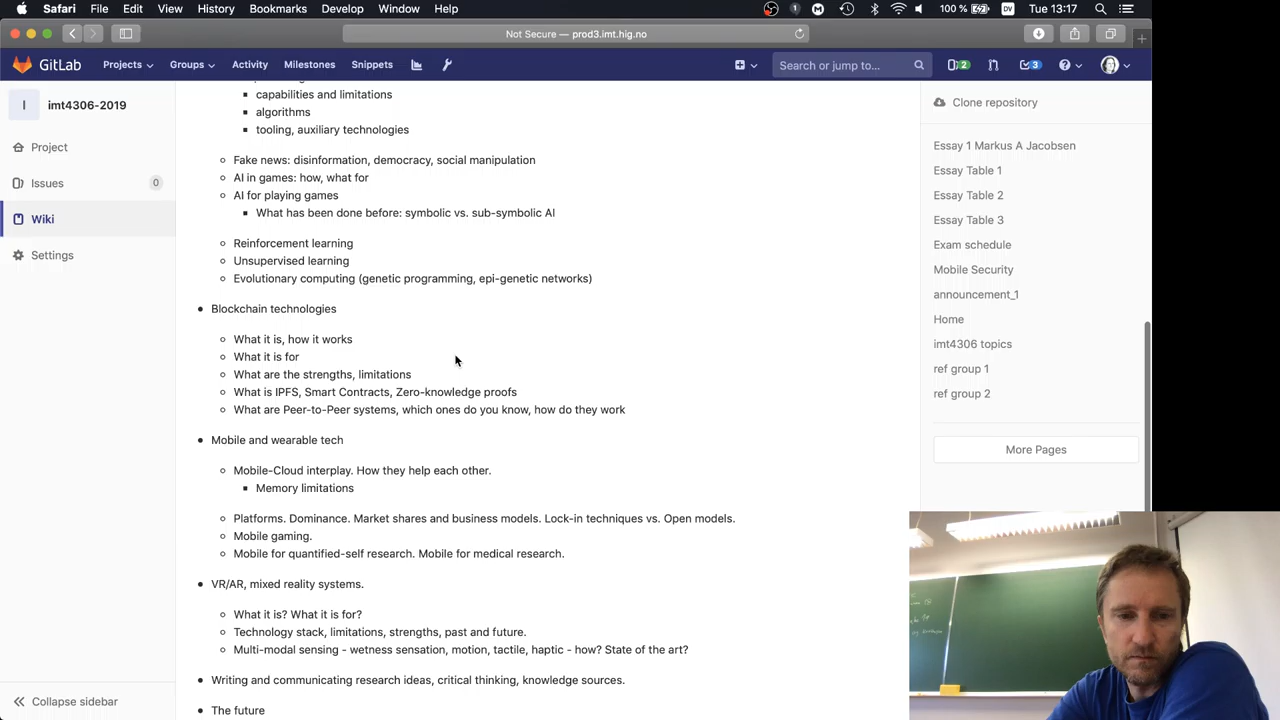 Safari File Edit View History Bookmarks Develop Window Help 1 100 % DV Tue 13:17
Not Secure — prod3.imt.hig.no
GitLab Projects Groups Activity Milestones Snippets Search or jump to... 2 3
I imt4306-2019
Project
Issues 0
Wiki
Settings
Collapse sidebar
capabilities and limitations
algorithms
tooling, auxiliary technologies
Fake news: disinformation, democracy, social manipulation
AI in games: how, what for
AI for playing games
What has been done before: symbolic vs. sub-symbolic AI
Reinforcement learning
Unsupervised learning
Evolutionary computing (genetic programming, epi-genetic networks)
Blockchain technologies
What it is, how it works
What it is for
What are the strengths, limitations
What is IPFS, Smart Contracts, Zero-knowledge proofs
What are Peer-to-Peer systems, which ones do you know, how do they work
Mobile and wearable tech
Mobile-Cloud interplay. How they help each other.
Memory limitations
Platforms. Dominance. Market shares and business models. Lock-in techniques vs. Open models.
Mobile gaming.
Mobile for quantified-self research. Mobile for medical research.
VR/AR, mixed reality systems.
What it is? What it is for?
Technology stack, limitations, strengths, past and future.
Multi-modal sensing - wetness sensation, motion, tactile, haptic - how? State of the art?
Writing and communicating research ideas, critical thinking, knowledge sources.
The future
Clone repository
Essay 1 Markus A Jacobsen
Essay Table 1
Essay Table 2
Essay Table 3
Exam schedule
Mobile Security
announcement_1
Home
imt4306 topics
ref group 1
ref group 2
More Pages